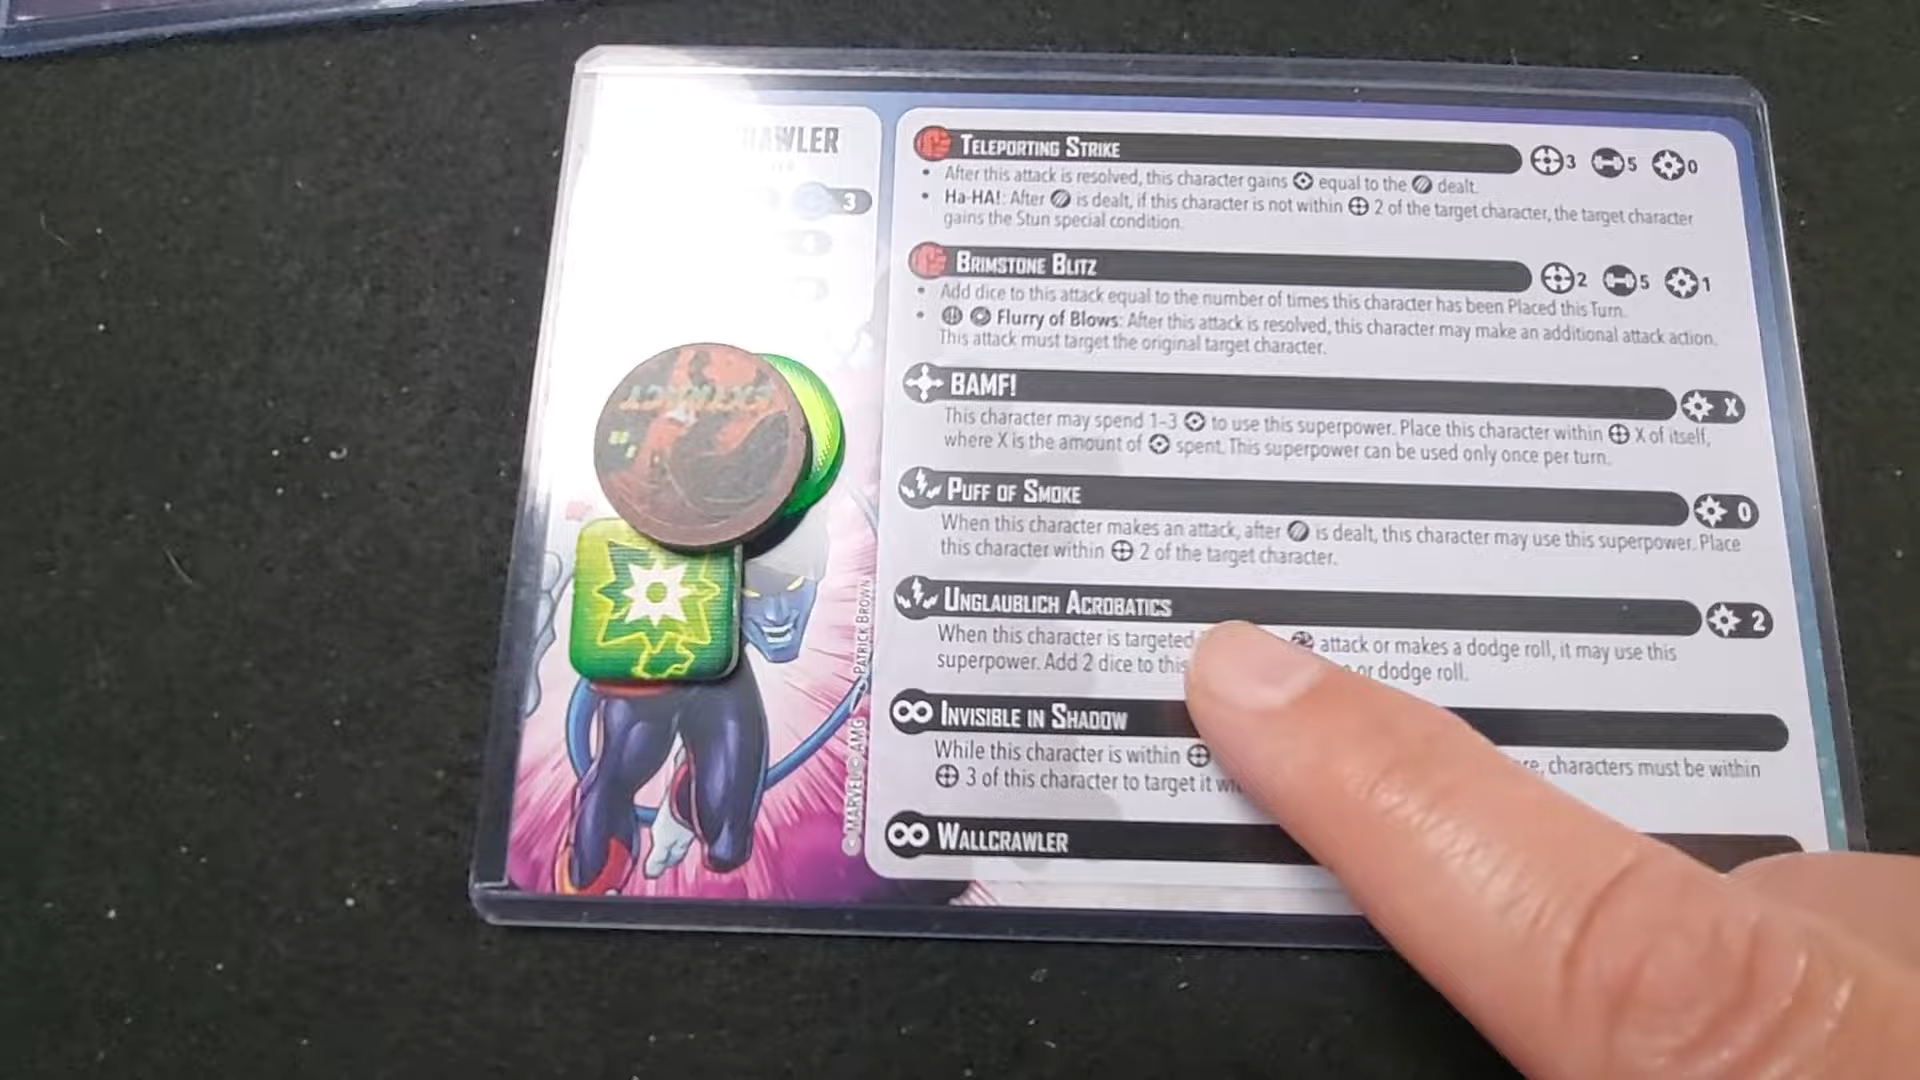 AWLER
3
TELEPORTING STRIKE 3 5 0
• After this attack is resolved, this character gains equal to the dealt.
• Ha-HA!: After is dealt, if this character is not within 2 of the target character, the target character
gains the Stun special condition.
BRIMSTONE BLITZ 2 5 1
• Add dice to this attack equal to the number of times this character has been Placed this Turn.
• Flurry of Blows: After this attack is resolved, this character may make an additional attack action.
This attack must target the original target character.
BAMF! X
This character may spend 1-3 to use this superpower. Place this character within X of itself,
where X is the amount of spent. This superpower can be used only once per turn.
PUFF OF SMOKE 0
When this character makes an attack, after is dealt, this character may use this superpower. Place
this character within 2 of the target character.
UNGLAUBLICH ACROBATICS 2
When this character is targeted attack or makes a dodge roll, it may use this
superpower. Add 2 dice to this or dodge roll.
INVISIBLE IN SHADOW
While this character is within characters must be within
3 of this character to target it
WALLCRAWLER
© MARVEL © AMG PATRICK BROWN